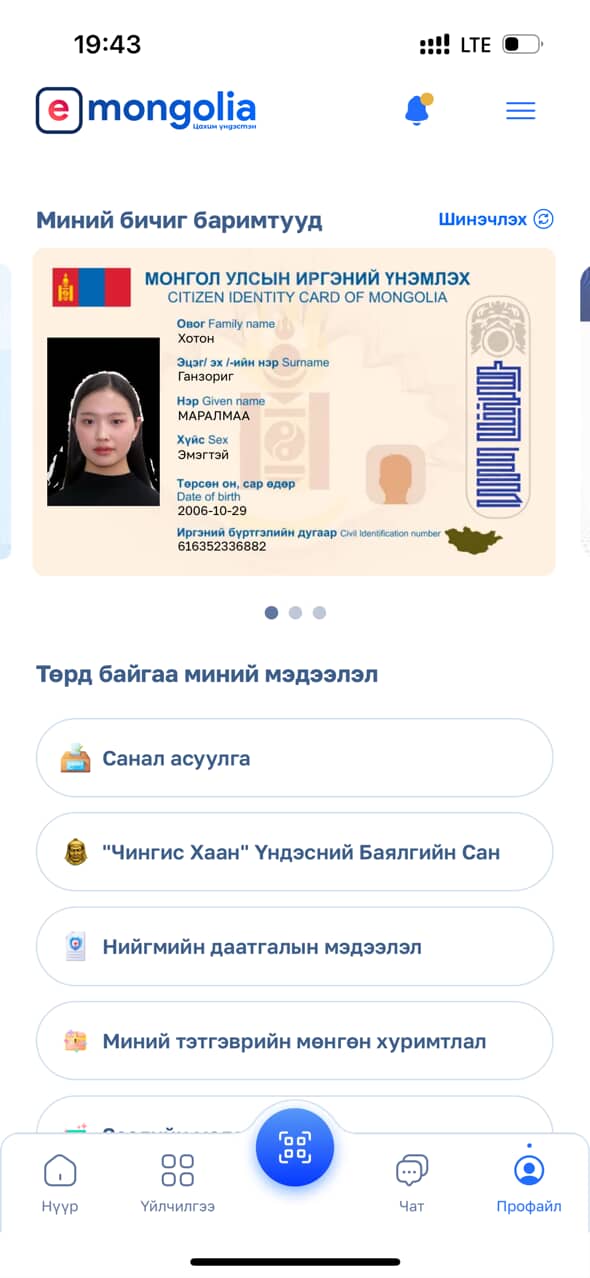 19:43
LTE
e mongolia
Цахим үндэстэн
Миний бичиг баримтууд
Шинэчлэх
МОНГОЛ УЛСЫН ИРГЭНИЙ ҮНЭМЛЭХ
CITIZEN IDENTITY CARD OF MONGOLIA
Овог Family name
Хотон
Эцэг/ эх /-ийн нэр Surname
Ганзориг
Нэр Given name
МАРАЛМАА
Хүйс Sex
Эмэгтэй
Төрсөн он, сар өдөр
Date of birth
2006-10-29
Иргэний бүртгэлийн дугаар Civil Identification number
616352336882
Төрд байгаа миний мэдээлэл
Санал асуулга
"Чингис Хаан" Үндэсний Баялгийн Сан
Нийгмийн даатгалын мэдээлэл
Миний тэтгэврийн мөнгөн хуримтлал
Нүүр
Үйлчилгээ
Чат
Профайл